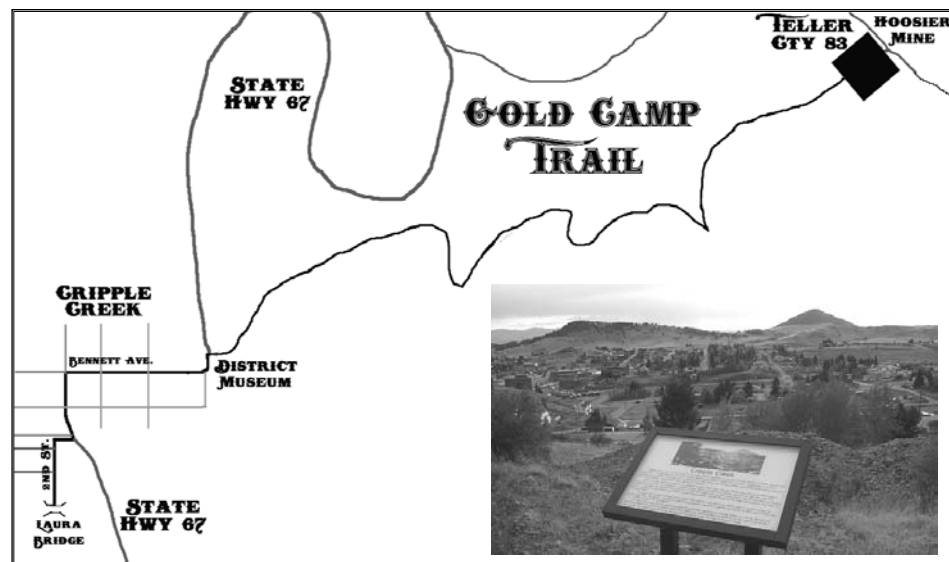 TELLER
CTY 83
HOOSIER
MINE
STATE
HWY 67
GOLD CAMP
TRAIL
CRIPPLE
CREEK
BENNETT AVE.
DISTRICT
MUSEUM
2ND ST.
LAURA
BRIDGE
STATE
HWY 67